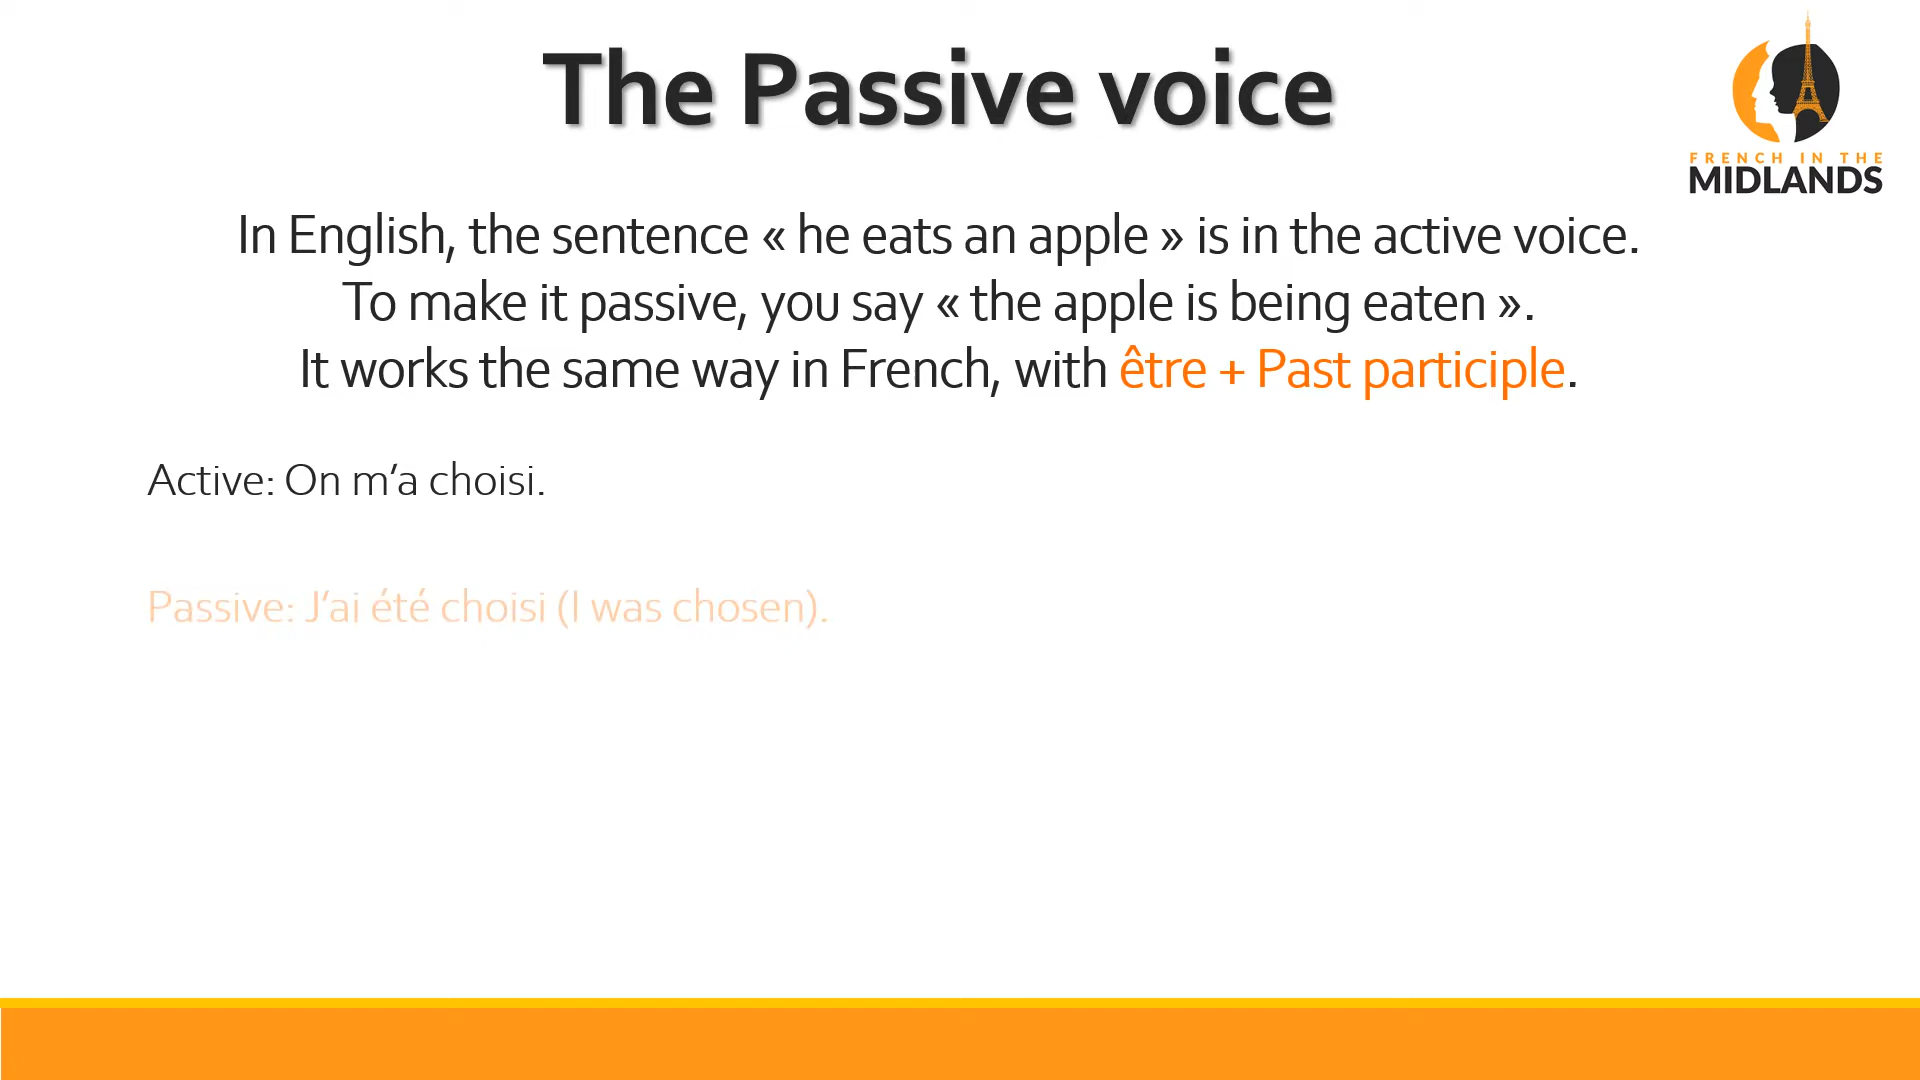 The Passive voice
FRENCH IN THE
MIDLANDS
In English, the sentence « he eats an apple » is in the active voice.
To make it passive, you say « the apple is being eaten ».
It works the same way in French, with être + Past participle.
Active: On m’a choisi.
Passive: J’ai été choisi (I was chosen).